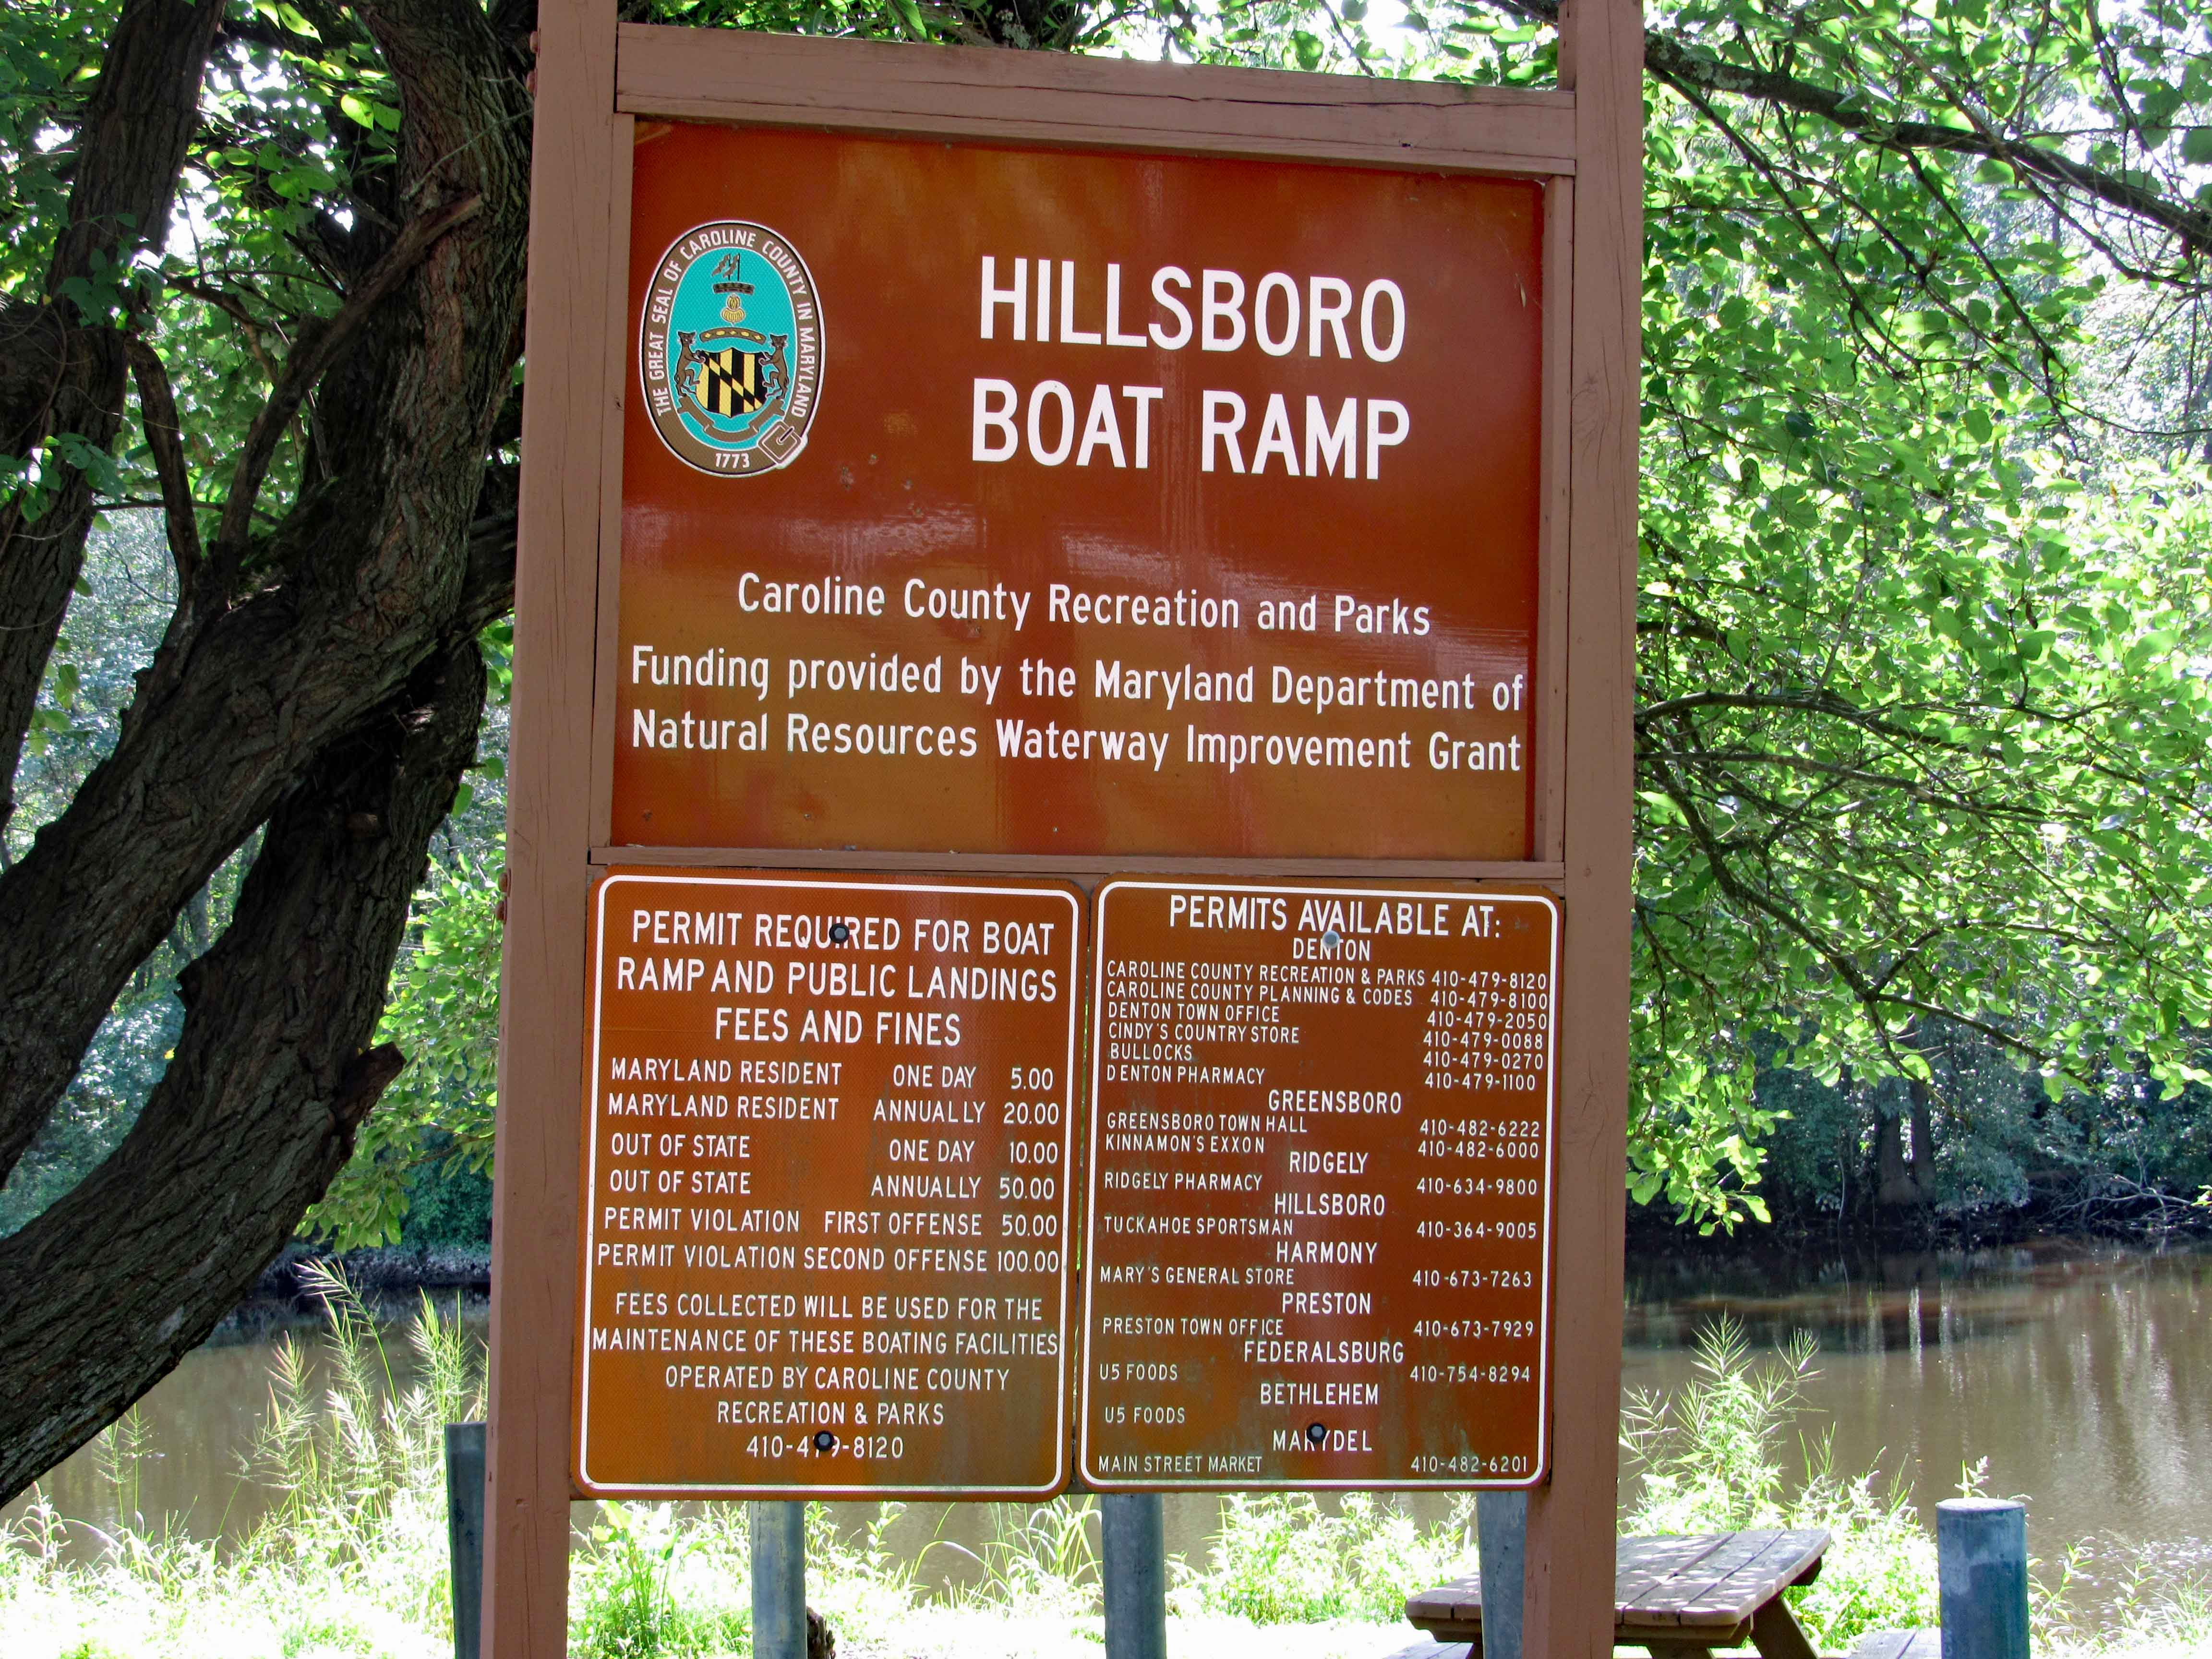 THE GREAT SEAL OF CAROLINE COUNTY IN MARYLAND
1773
HILLSBORO
BOAT RAMP
Caroline County Recreation and Parks
Funding provided by the Maryland Department of
Natural Resources Waterway Improvement Grant
PERMIT REQUIRED FOR BOAT
RAMP AND PUBLIC LANDINGS
FEES AND FINES
MARYLAND RESIDENT ONE DAY 5.00
MARYLAND RESIDENT ANNUALLY 20.00
OUT OF STATE ONE DAY 10.00
OUT OF STATE ANNUALLY 50.00
PERMIT VIOLATION FIRST OFFENSE 50.00
PERMIT VIOLATION SECOND OFFENSE 100.00
FEES COLLECTED WILL BE USED FOR THE
MAINTENANCE OF THESE BOATING FACILITIES
OPERATED BY CAROLINE COUNTY
RECREATION & PARKS
410-479-8120
PERMITS AVAILABLE AT:
DENTON
CAROLINE COUNTY RECREATION & PARKS 410-479-8120
CAROLINE COUNTY PLANNING & CODES 410-479-8100
DENTON TOWN OFFICE 410-479-2050
CINDY'S COUNTRY STORE 410-479-0088
BULLOCKS 410-479-0270
DENTON PHARMACY 410-479-1100
GREENSBORO
GREENSBORO TOWN HALL 410-482-6222
KINNAMON'S EXXON 410-482-6000
RIDGELY
RIDGELY PHARMACY 410-634-9800
HILLSBORO
TUCKAHOE SPORTSMAN 410-364-9005
HARMONY
MARY'S GENERAL STORE 410-673-7263
PRESTON
PRESTON TOWN OFFICE 410-673-7929
FEDERALSBURG
U5 FOODS 410-754-8294
BETHLEHEM
U5 FOODS
MARYDEL
MAIN STREET MARKET 410-482-6201